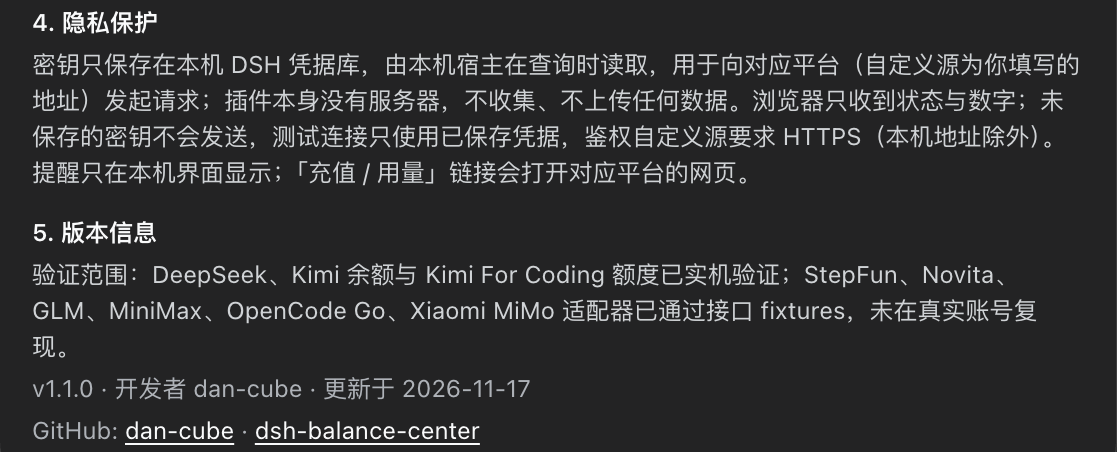 4. 隐私保护
密钥只保存在本机 DSH 凭据库，由本机宿主在查询时读取，用于向对应平台（自定义源为你填写的
地址）发起请求；插件本身没有服务器，不收集、不上传任何数据。浏览器只收到状态与数字；未
保存的密钥不会发送，测试连接只使用已保存凭据，鉴权自定义源要求 HTTPS（本机地址除外）。
提醒只在本机界面显示；「充值 / 用量」链接会打开对应平台的网页。
5. 版本信息
验证范围：DeepSeek、Kimi 余额与 Kimi For Coding 额度已实机验证；StepFun、Novita、
GLM、MiniMax、OpenCode Go、Xiaomi MiMo 适配器已通过接口 fixtures，未在真实账号复
现。
v1.1.0 · 开发者 dan-cube · 更新于 2026-11-17
GitHub: dan-cube · dsh-balance-center